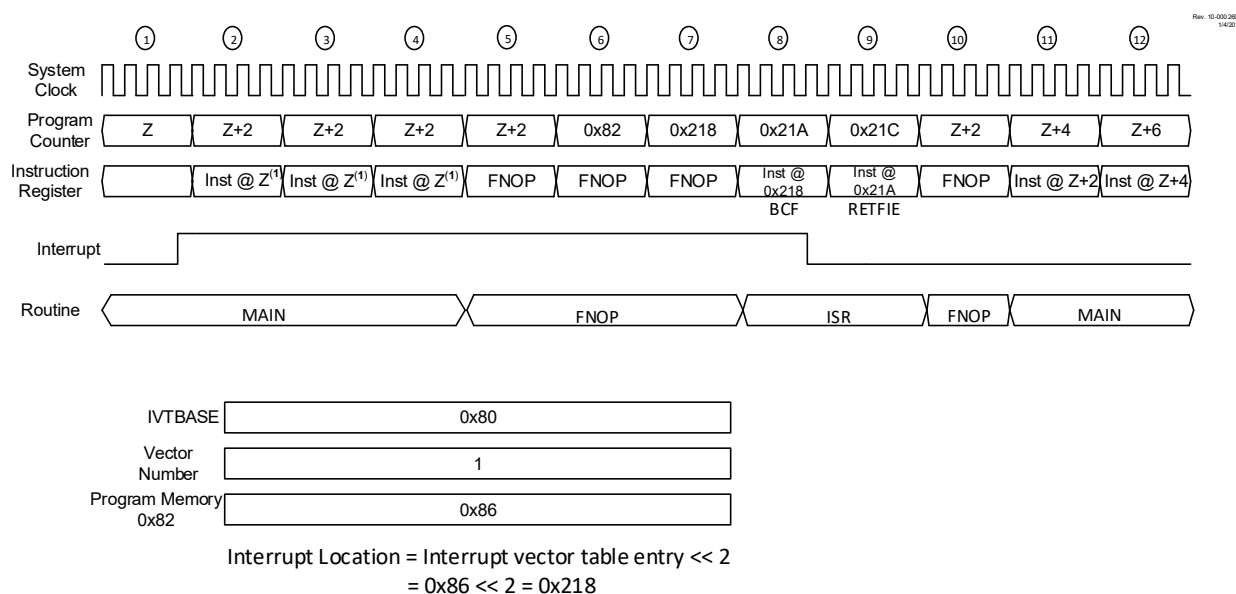 Rev. 10-000 26
1/4/20
1 2 3 4 5 6 7 8 9 10 11 12
System
Clock
Program
Counter
Z Z+2 Z+2 Z+2 Z+2 0x82 0x218 0x21A 0x21C Z+2 Z+4 Z+6
Instruction
Register
Inst @ Z(1) Inst @ Z(1) Inst @ Z(1) FNOP FNOP FNOP Inst @ 0x218 Inst @ 0x21A FNOP Inst @ Z+2 Inst @ Z+4
BCF RETFIE
Interrupt
Routine
MAIN FNOP ISR FNOP MAIN
IVTBASE 0x80
Vector
Number
1
Program Memory
0x82
0x86
Interrupt Location = Interrupt vector table entry << 2
= 0x86 << 2 = 0x218